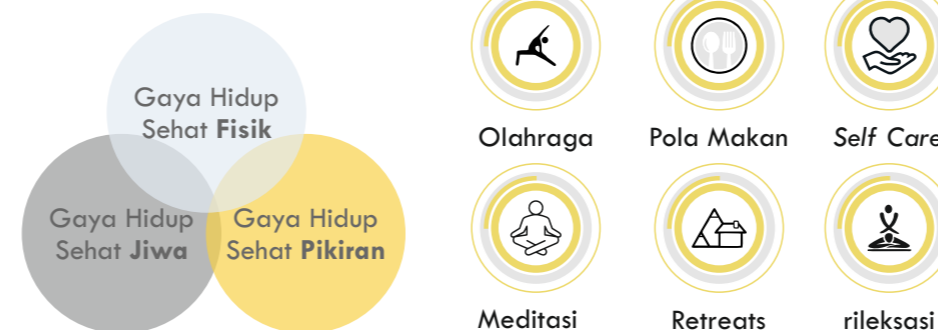 Gaya Hidup
Sehat Fisik
Gaya Hidup
Sehat Jiwa
Gaya Hidup
Sehat Pikiran
Olahraga
Pola Makan
Self Care
Meditasi
Retreats
rileksasi